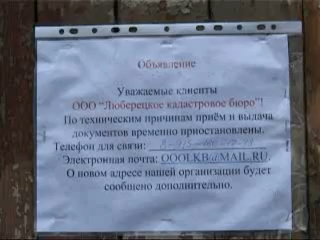 Объявление
Уважаемые клиенты
ООО "Люберецкое кадастровое бюро"!
По техническим причинам приём и выдача
документов временно приостановлены.
Телефон для связи:
Электронная почта: OOOLKB@MAIL.RU.
О новом адресе нашей организации будет
сообщено дополнительно.